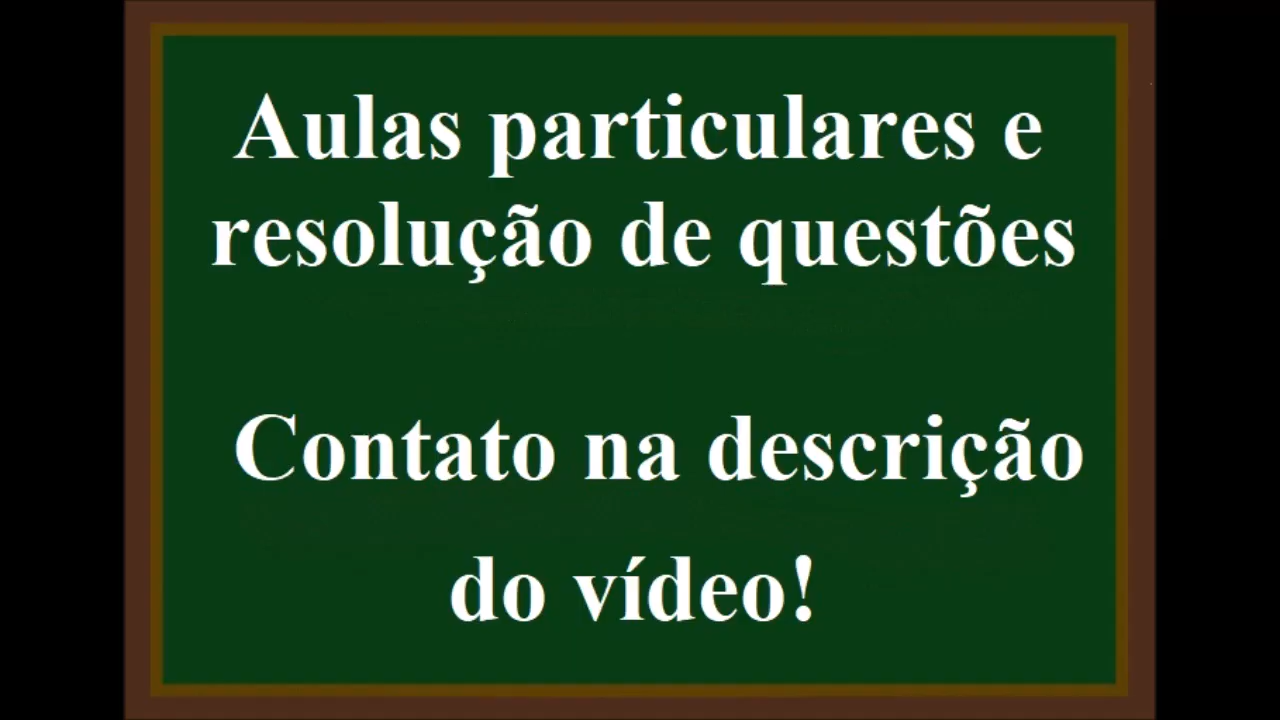 Aulas particulares e
resolução de questões
Contato na descrição
do vídeo!